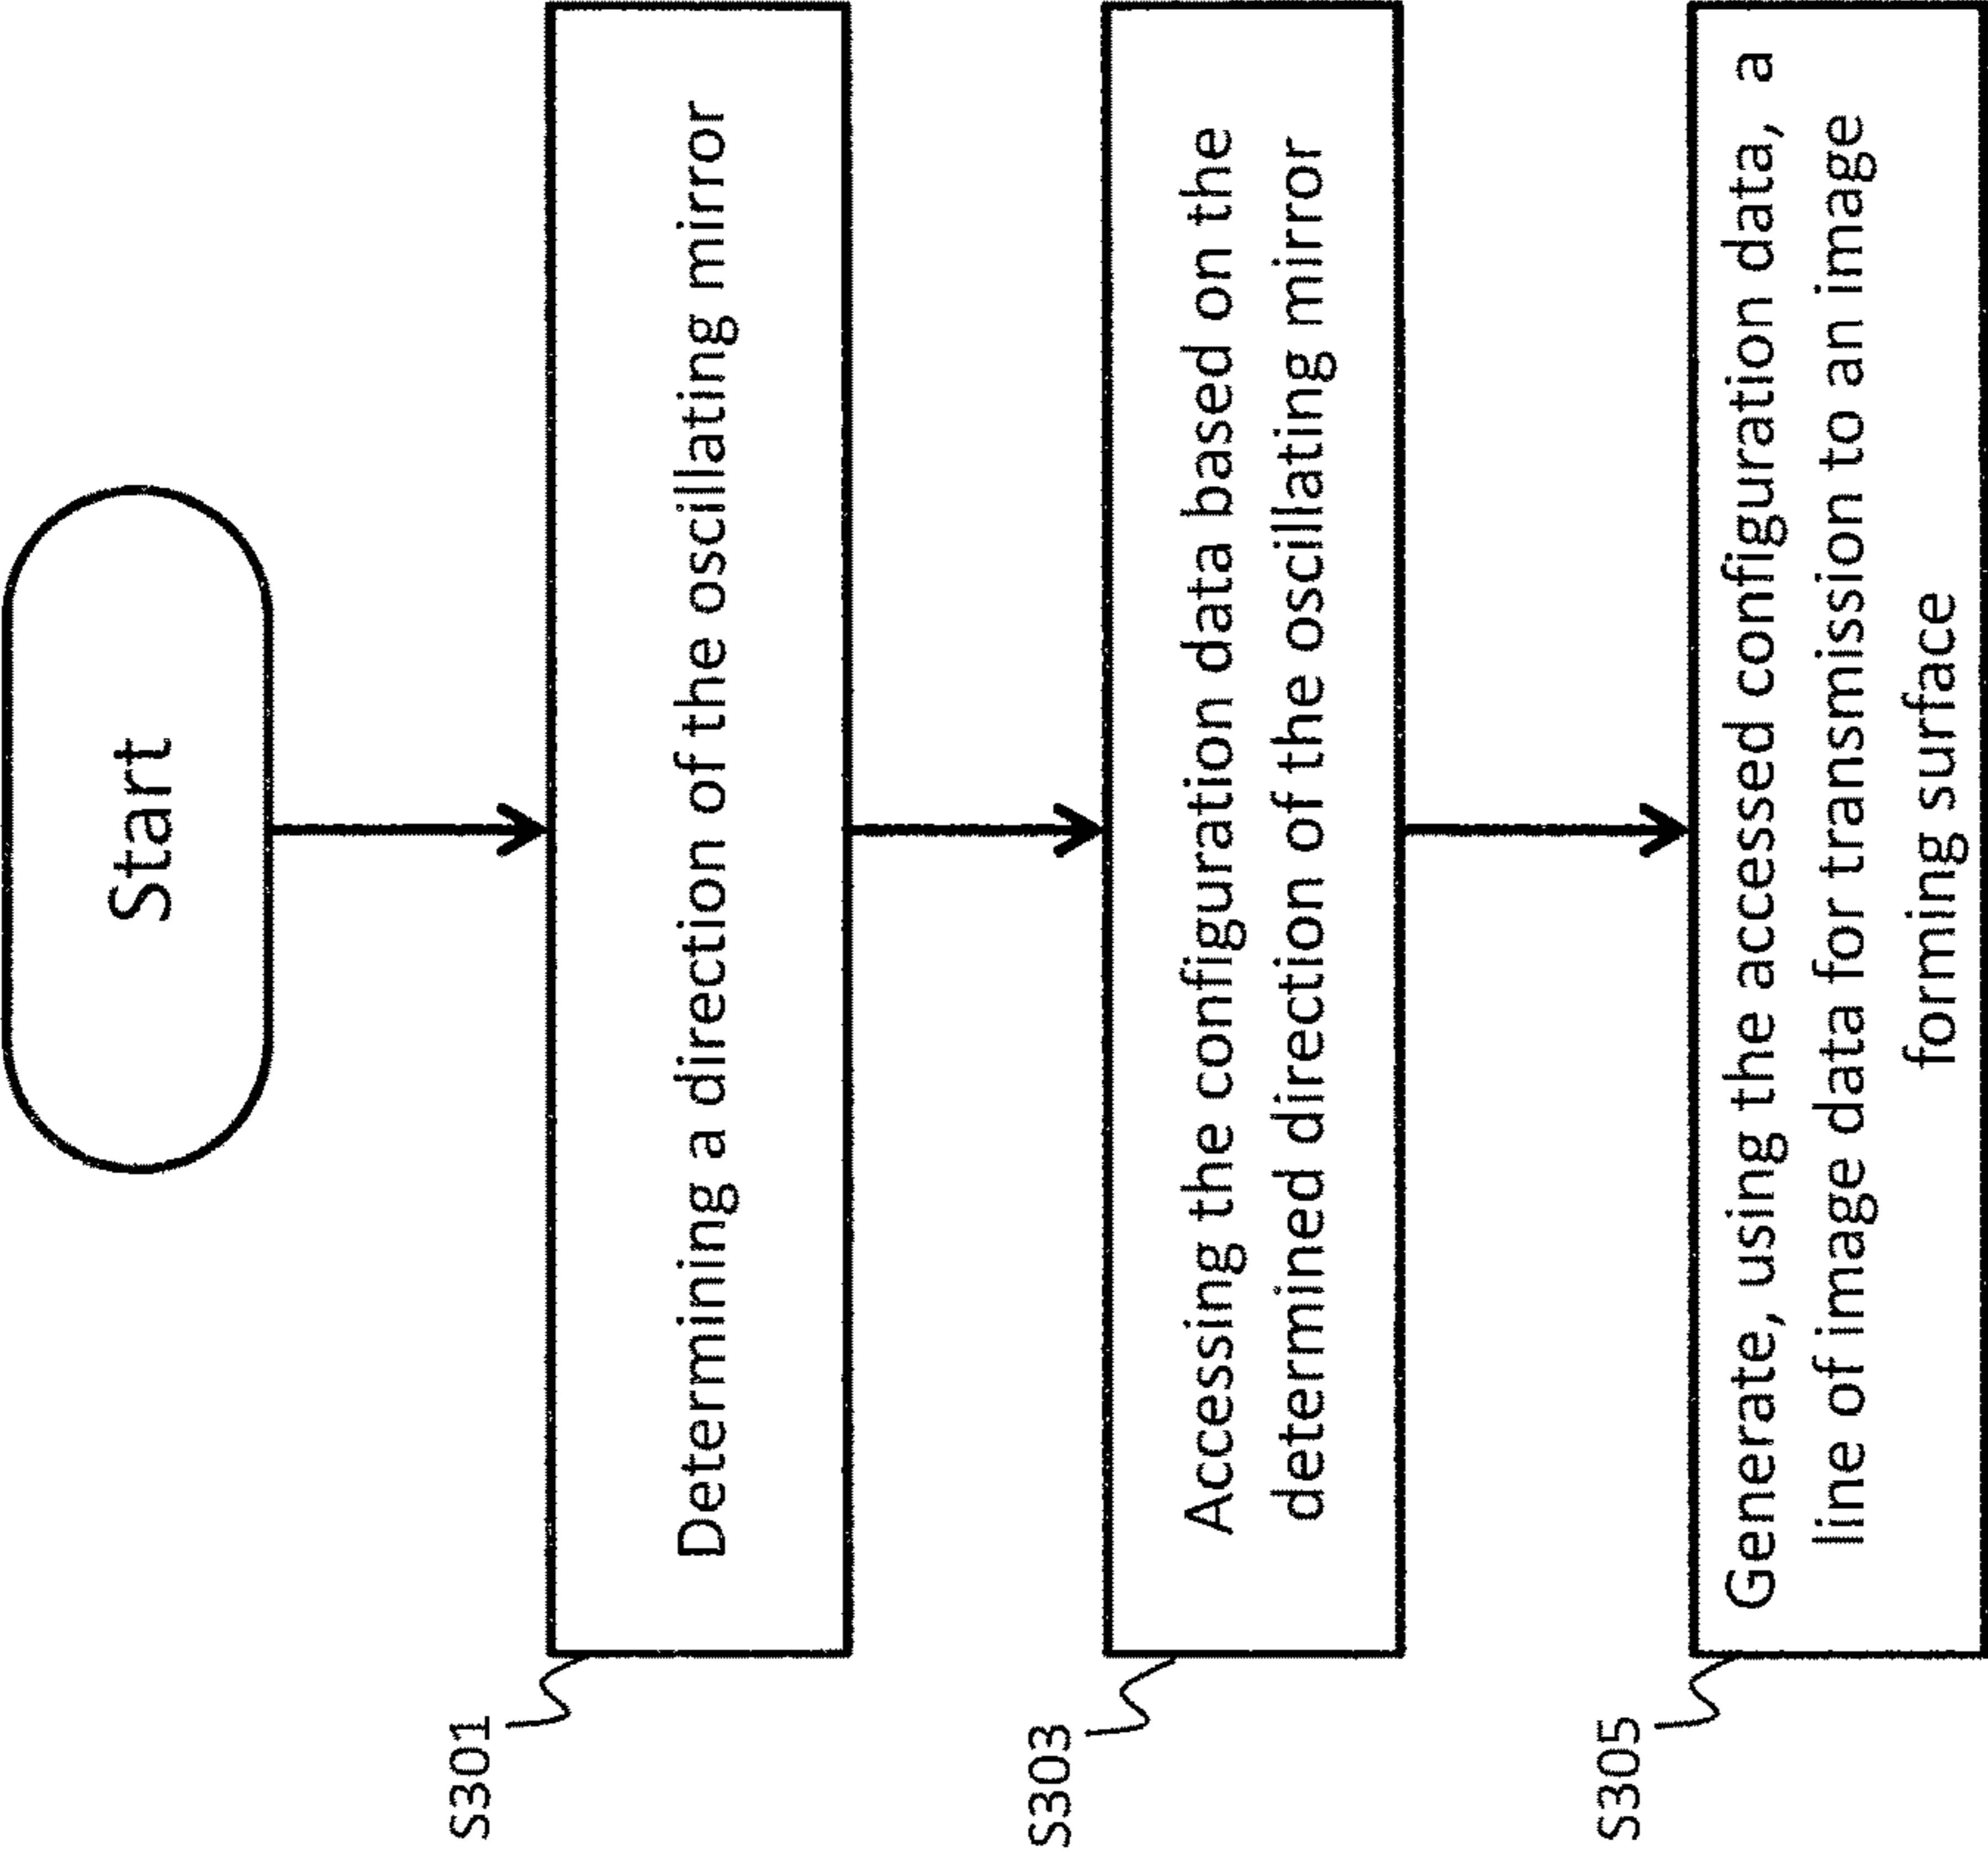 Start
S301
Determining a direction of the oscillating mirror
S303
Accessing the configuration data based on the
determined direction of the oscillating mirror
S305
Generate, using the accessed configuration data, a
line of image data for transmission to an image
forming surface